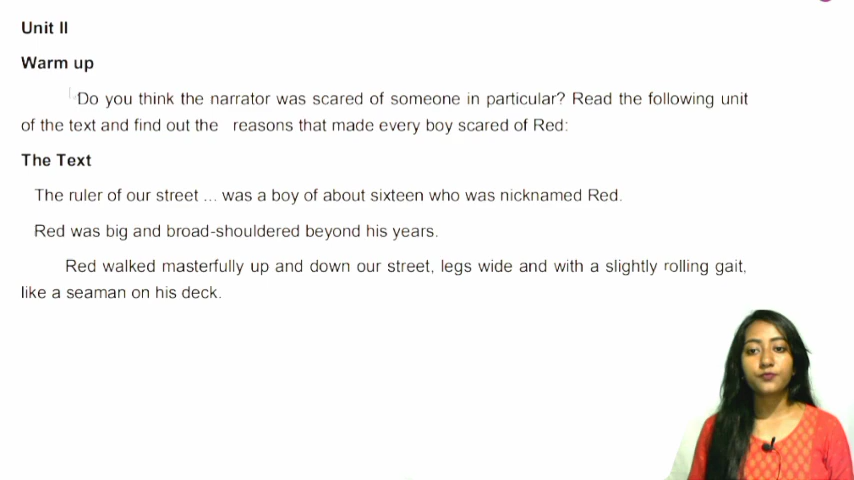 Unit II
Warm up
Do you think the narrator was scared of someone in particular? Read the following unit
of the text and find out the reasons that made every boy scared of Red:
The Text
The ruler of our street ... was a boy of about sixteen who was nicknamed Red.
Red was big and broad-shouldered beyond his years.
Red walked masterfully up and down our street, legs wide and with a slightly rolling gait,
like a seaman on his deck.